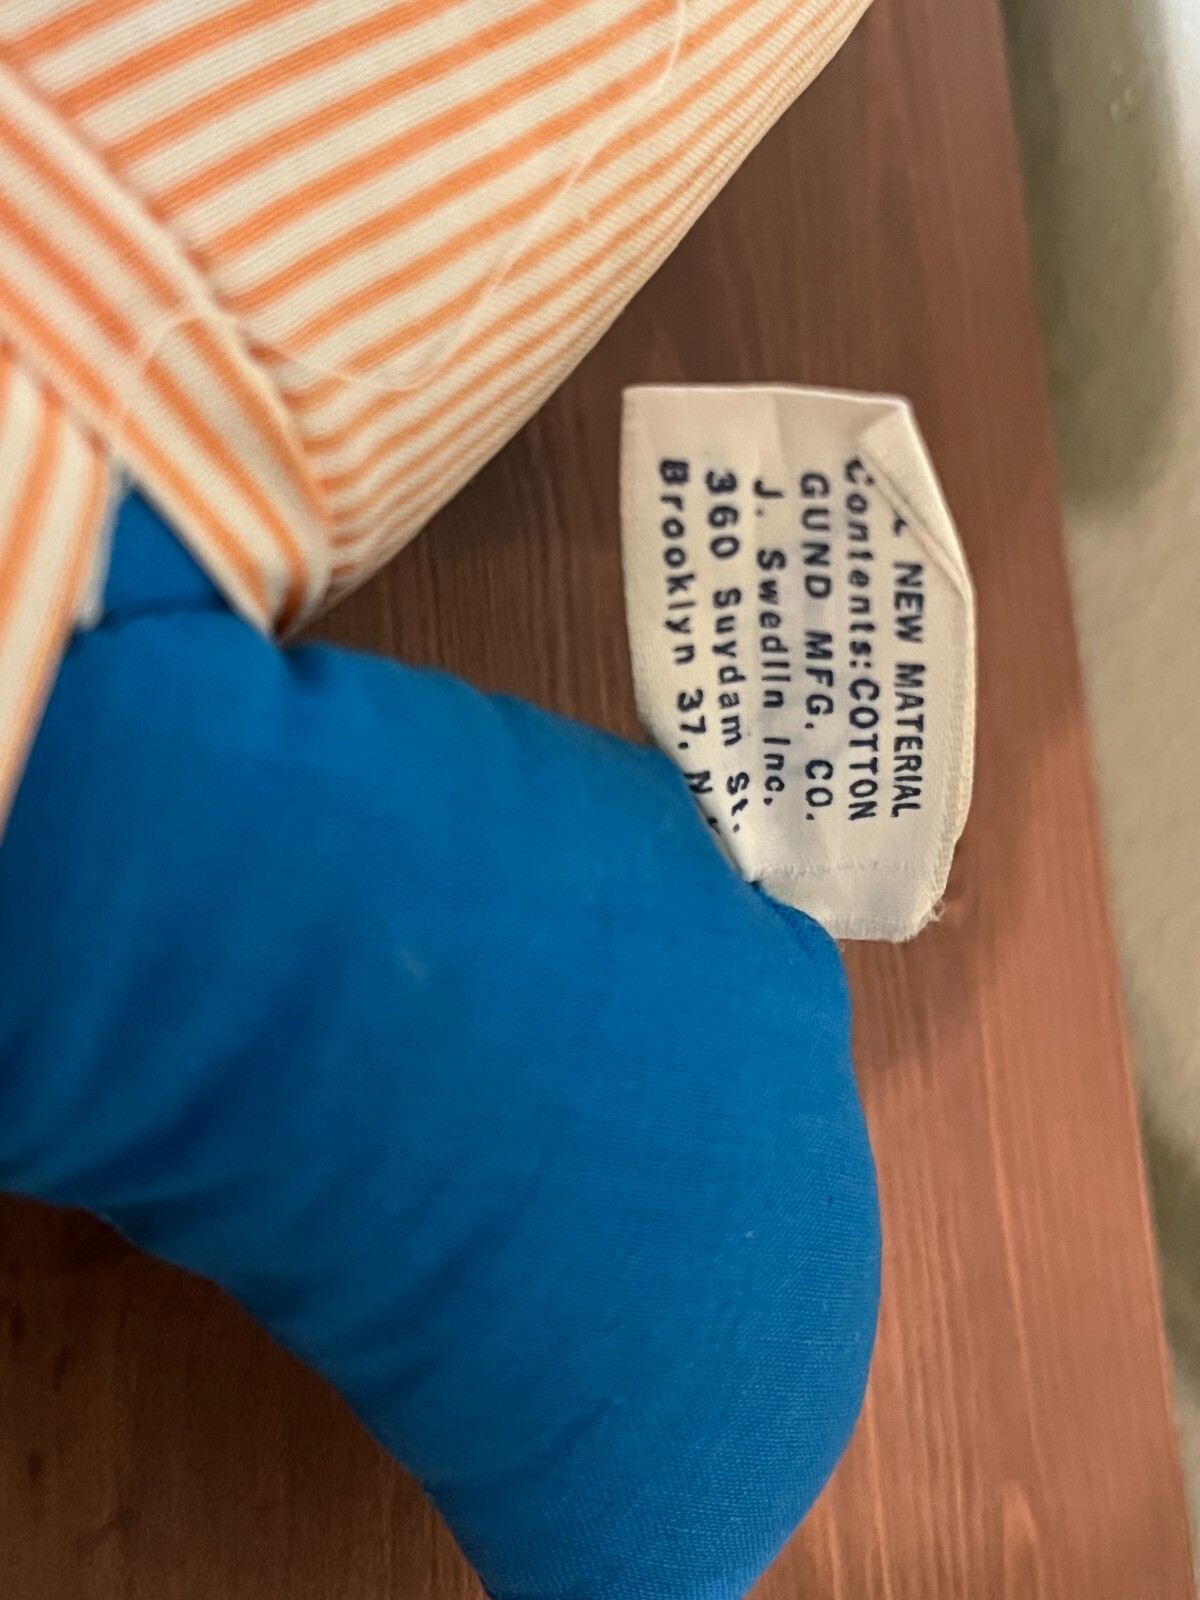 NEW MATERIAL
Contents:COTTON
GUND MFG. CO.
J. Swedlin Inc.
360 Suydam St.
Brooklyn 37, N